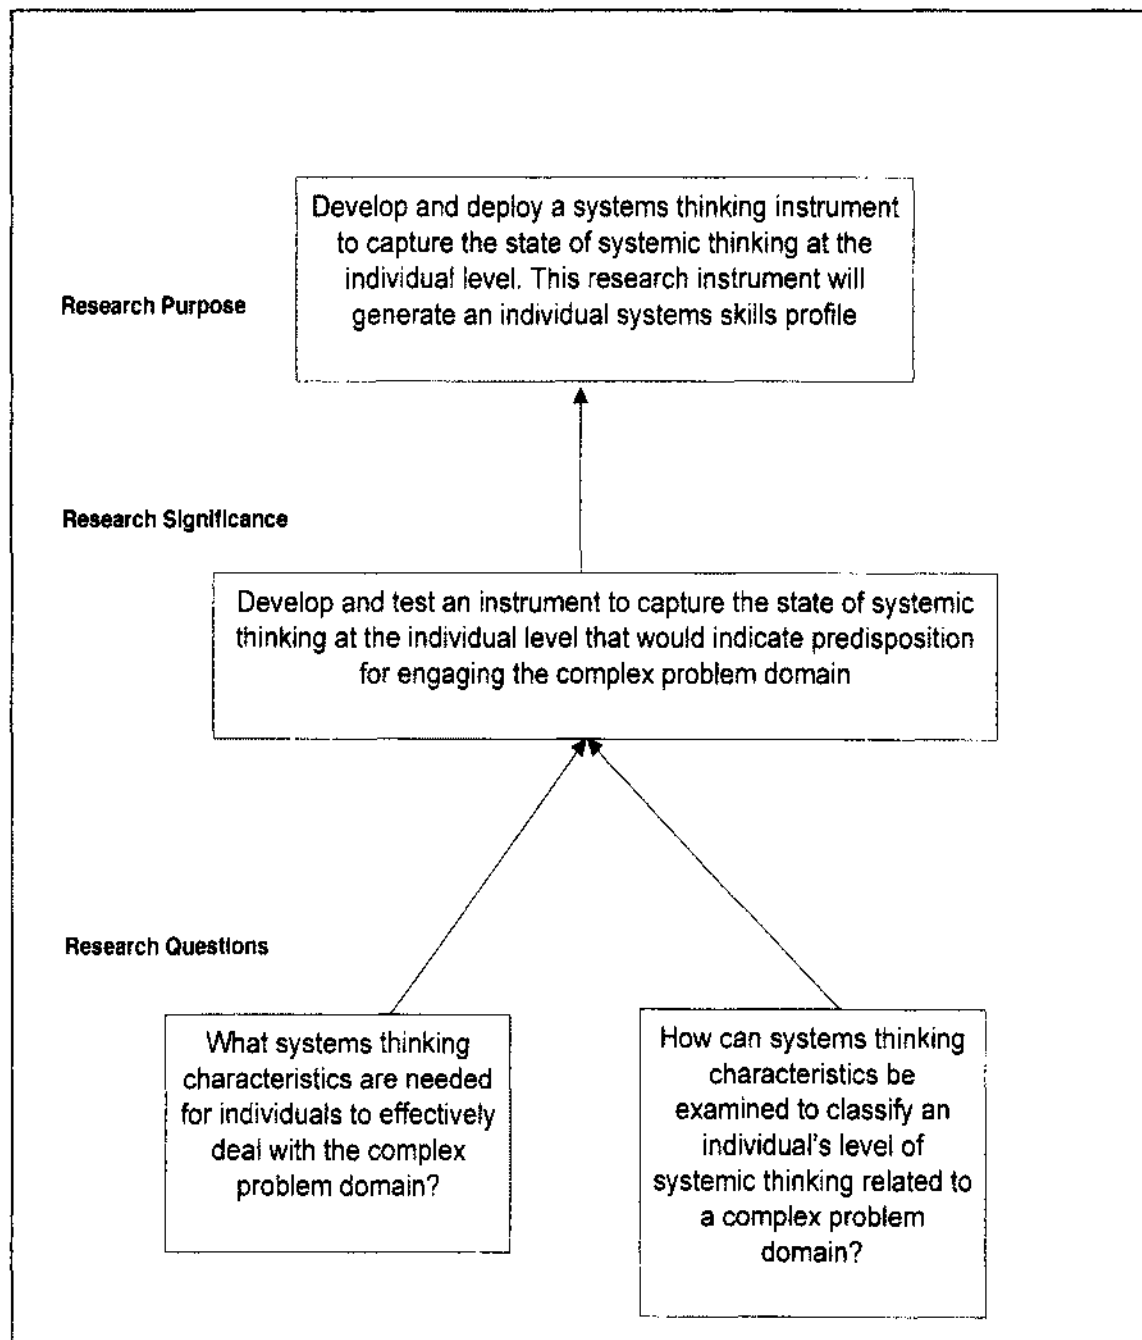 Develop and deploy a systems thinking instrument
to capture the state of systemic thinking at the
individual level. This research instrument will
generate an individual systems skills profile
Research Purpose
Research Significance
Develop and test an instrument to capture the state of systemic
thinking at the individual level that would indicate predisposition
for engaging the complex problem domain
Research Questions
What systems thinking
characteristics are needed
for individuals to effectively
deal with the complex
problem domain?
How can systems thinking
characteristics be
examined to classify an
individual's level of
systemic thinking related to
a complex problem
domain?